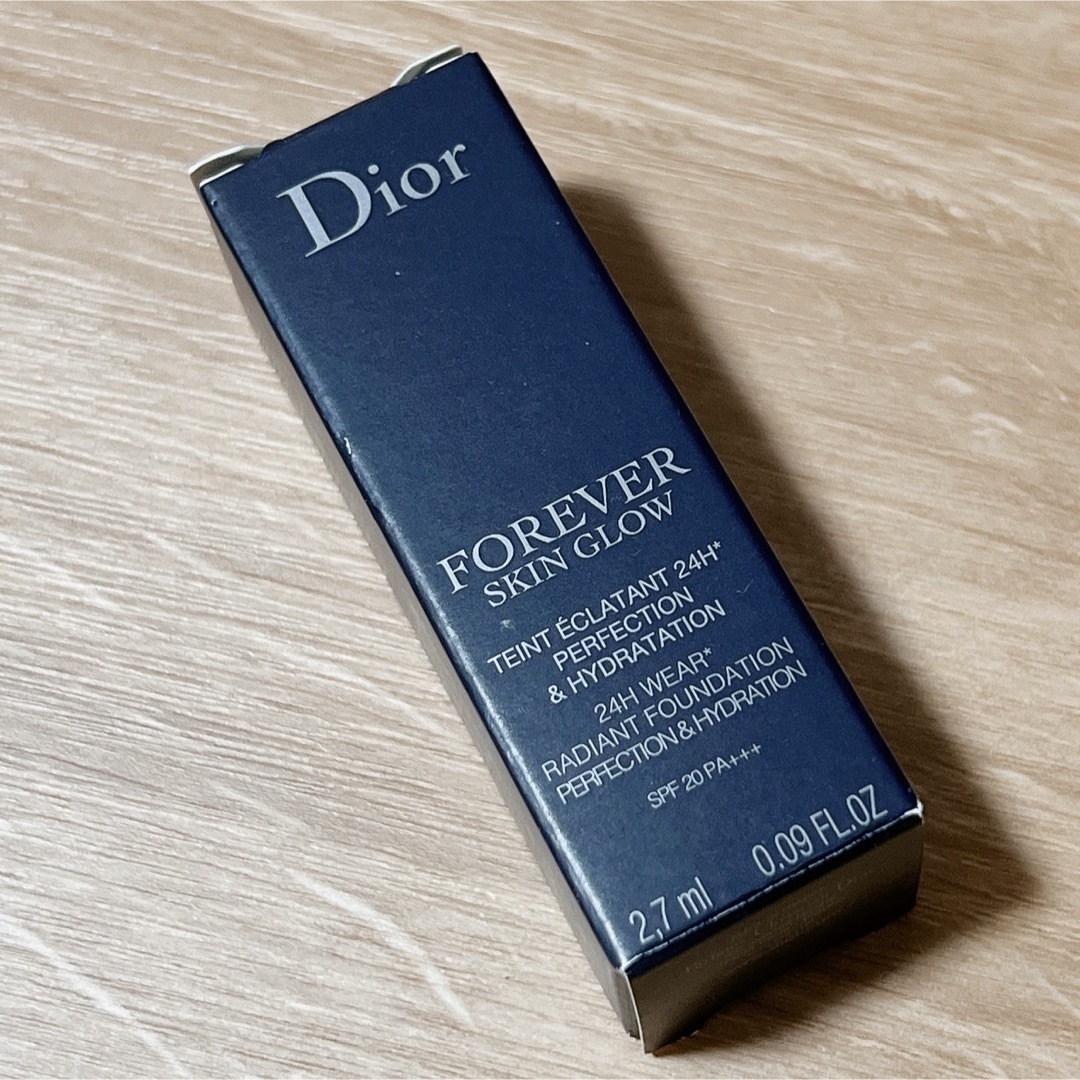 Dior
FOREVER
SKIN GLOW
TEINT ÉCLATANT 24H*
PERFECTION
& HYDRATATION
24H WEAR*
RADIANT FOUNDATION
PERFECTION & HYDRATION
SPF 20 PA+++
2,7 ml 0.09 FL.OZ